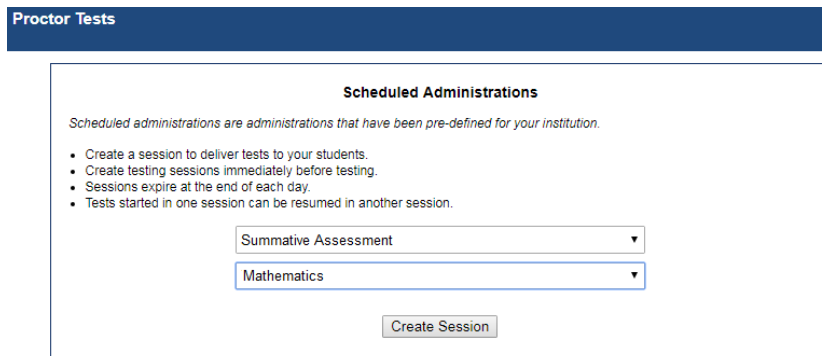 Proctor Tests
Scheduled Administrations
Scheduled administrations are administrations that have been pre-defined for your institution.
• Create a session to deliver tests to your students.
• Create testing sessions immediately before testing.
• Sessions expire at the end of each day.
• Tests started in one session can be resumed in another session.
Summative Assessment
Mathematics
Create Session